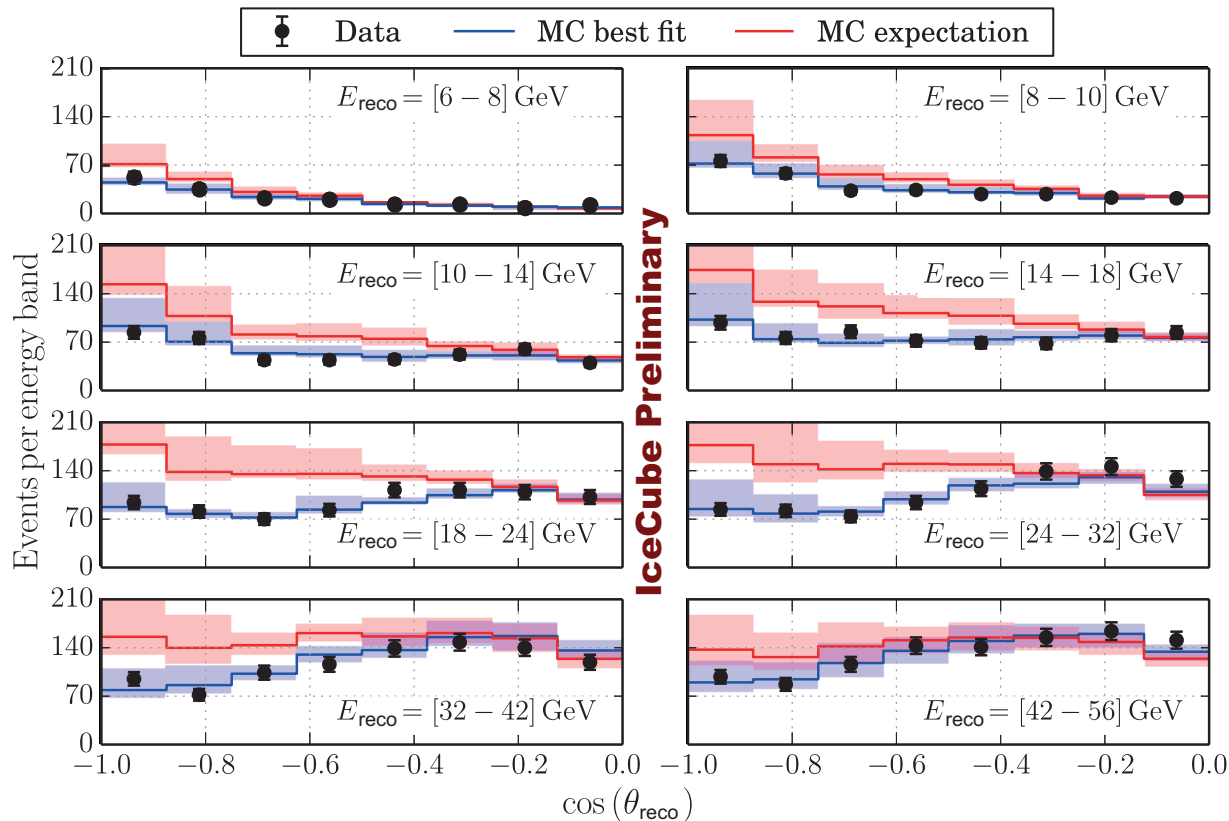 Data MC best fit MC expectation
210
140
70
0
E_reco = [6 − 8] GeV
E_reco = [8 − 10] GeV
210
140
70
0
E_reco = [10 − 14] GeV
E_reco = [14 − 18] GeV
210
140
70
0
E_reco = [18 − 24] GeV
E_reco = [24 − 32] GeV
210
140
70
0
E_reco = [32 − 42] GeV
E_reco = [42 − 56] GeV
Events per energy band
IceCube Preliminary
−1.0 −0.8 −0.6 −0.4 −0.2 0.0
−1.0 −0.8 −0.6 −0.4 −0.2 0.0
cos (θ_reco)